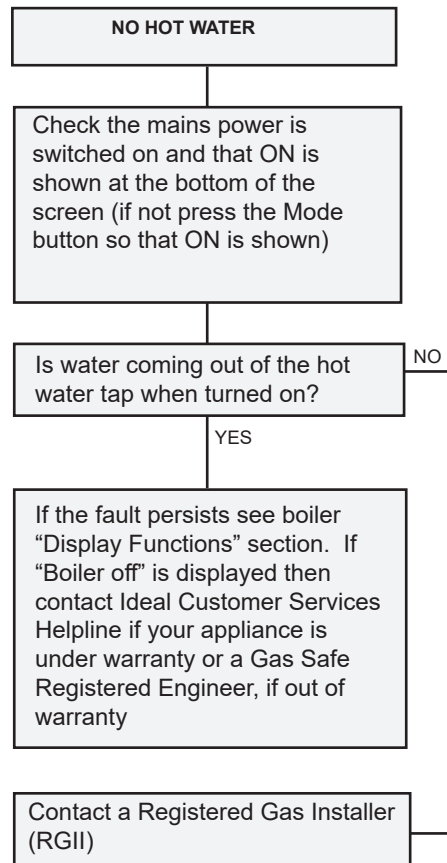 NO HOT WATER
Check the mains power is
switched on and that ON is
shown at the bottom of the
screen (if not press the Mode
button so that ON is shown)
Is water coming out of the hot
water tap when turned on?
NO
YES
If the fault persists see boiler
“Display Functions” section.  If
“Boiler off” is displayed then
contact Ideal Customer Services
Helpline if your appliance is
under warranty or a Gas Safe
Registered Engineer, if out of
warranty
Contact a Registered Gas Installer
(RGII)